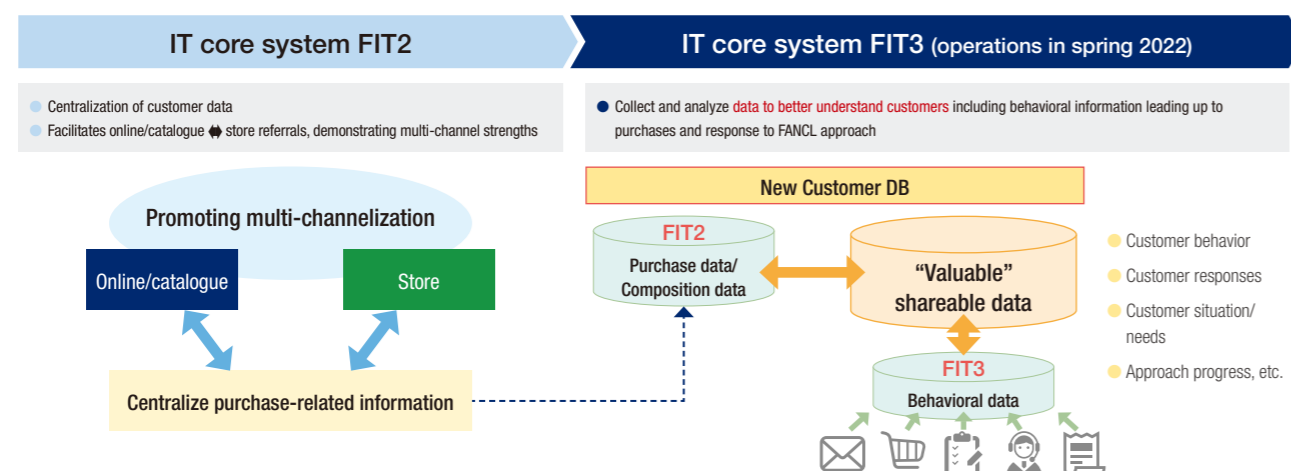 IT core system FIT2
IT core system FIT3 (operations in spring 2022)
Centralization of customer data
Facilitates online/catalogue store referrals, demonstrating multi-channel strengths
Collect and analyze data to better understand customers including behavioral information leading up to
purchases and response to FANCL approach
Promoting multi-channelization
Online/catalogue
Store
Centralize purchase-related information
New Customer DB
FIT2
Purchase data/
Composition data
“Valuable”
shareable data
FIT3
Behavioral data
Customer behavior
Customer responses
Customer situation/
needs
Approach progress, etc.